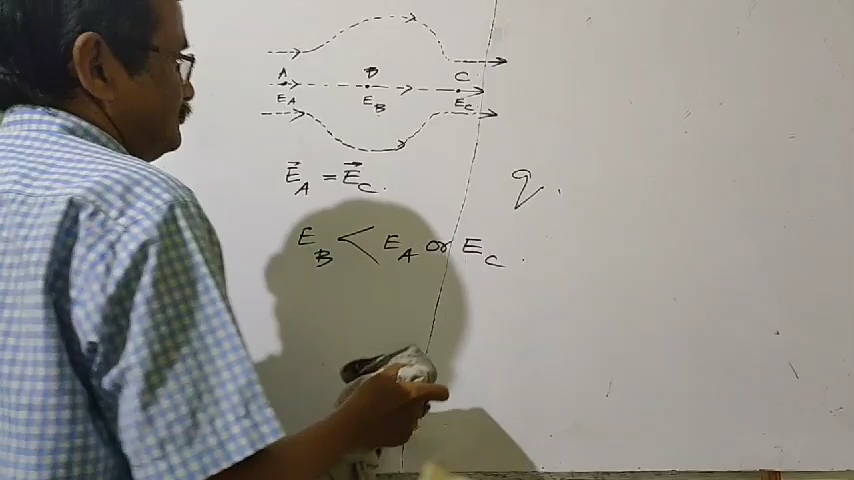 A B C
E_A E_B E_C
E⃗_A = E⃗_C.
q.
E_B < E_A or E_C.